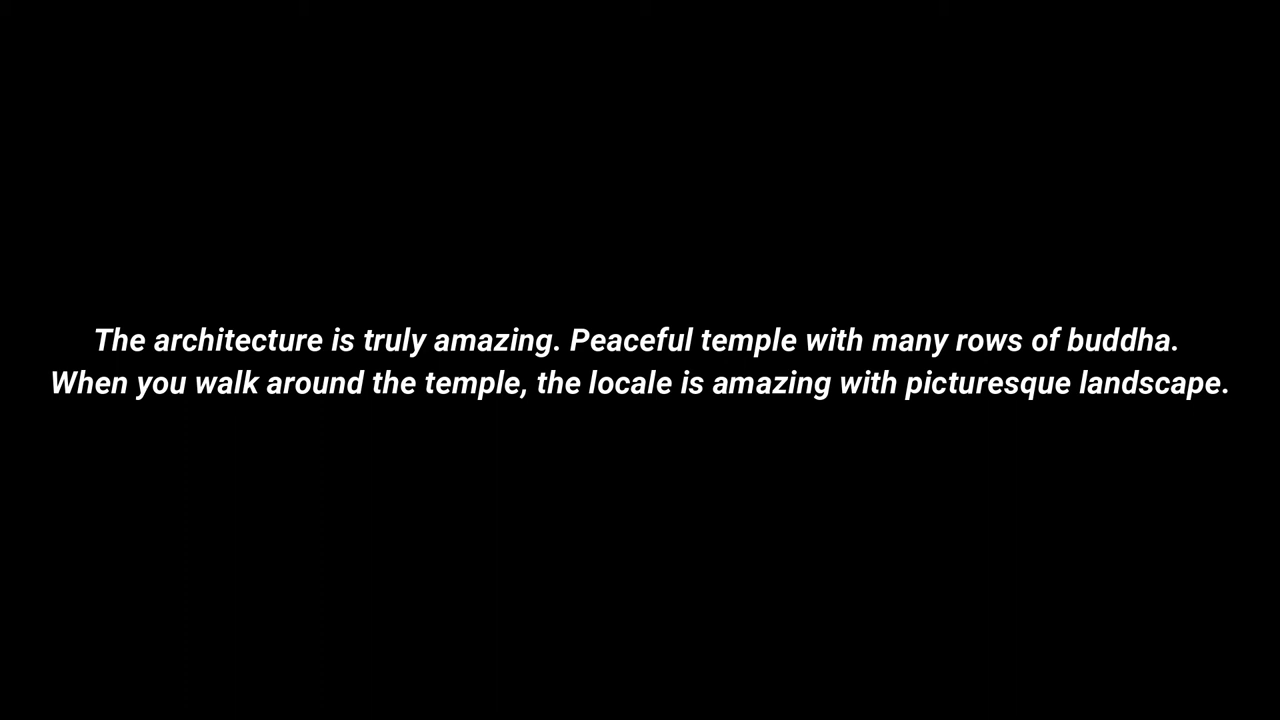 The architecture is truly amazing. Peaceful temple with many rows of buddha.
When you walk around the temple, the locale is amazing with picturesque landscape.